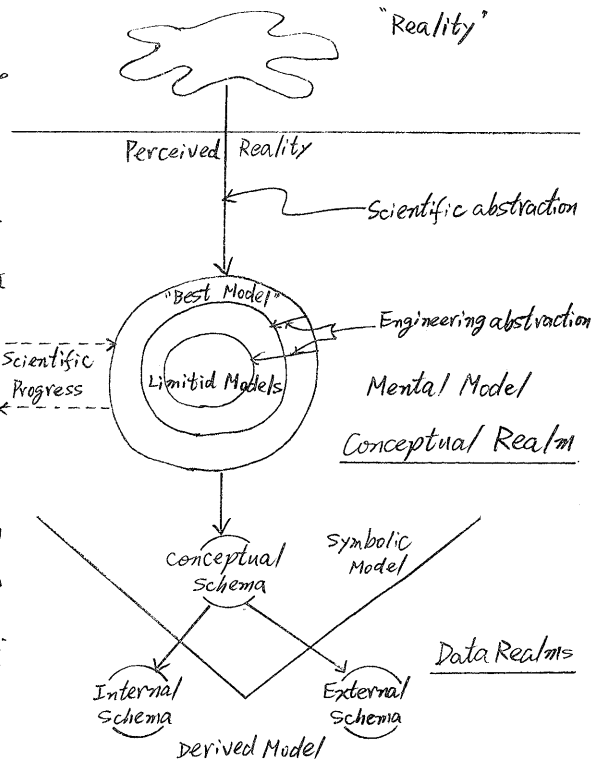 "Reality"
Perceived Reality
Scientific abstraction
"Best Model"
Engineering abstraction
Scientific
Progress
Limitid Models
Mental Model
Conceptual Realm
Symbolic
Model
Conceptual
Schema
Data Realms
Internal
Schema
External
Schema
Derived Model